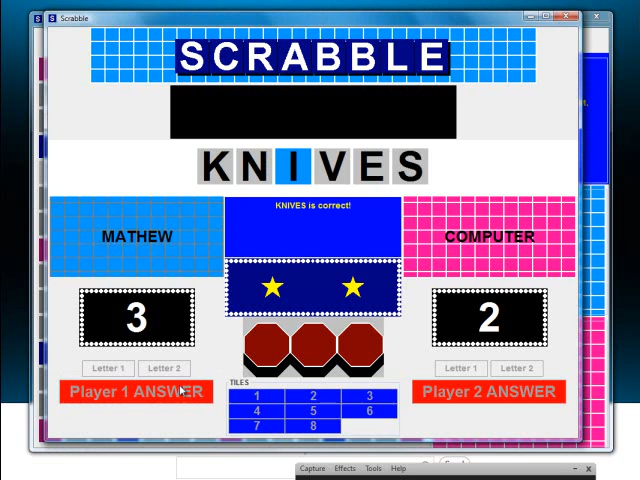 Scrabble
SCRABBLE
KNIVES
KNIVES is correct!
MATHEW
COMPUTER
3
2
Letter 1
Letter 2
Letter 1
Letter 2
Player 1 ANSWER
Player 2 ANSWER
TILES
1 2 3
4 5 6
7 8
Capture Effects Tools Help